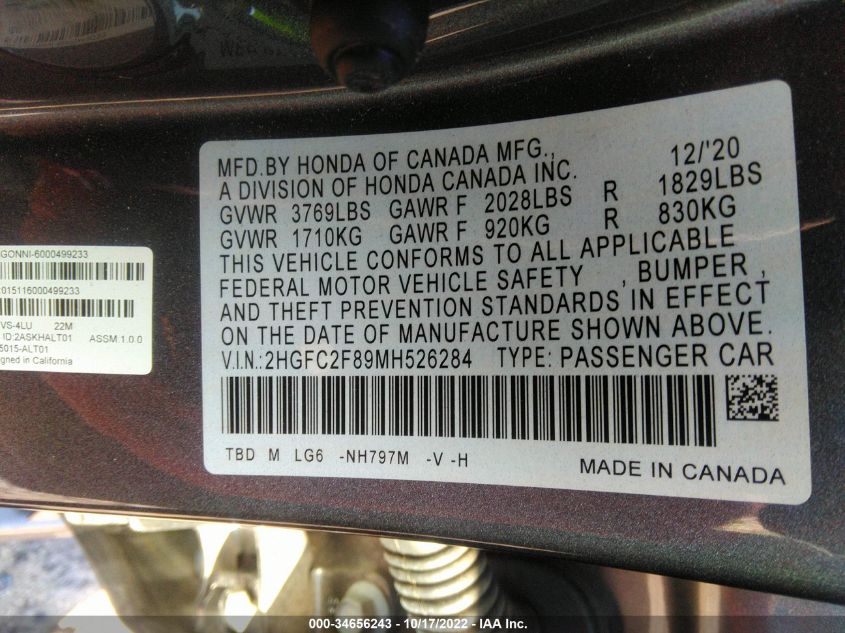 MFD.BY HONDA OF CANADA MFG., 12/'20
A DIVISION OF HONDA CANADA INC.
GVWR 3769LBS GAWR F 2028LBS R 1829LBS
GVWR 1710KG GAWR F 920KG R 830KG
THIS VEHICLE CONFORMS TO ALL APPLICABLE
FEDERAL MOTOR VEHICLE SAFETY , BUMPER ,
AND THEFT PREVENTION STANDARDS IN EFFECT
ON THE DATE OF MANUFACTURE SHOWN ABOVE.
V.I.N.: 2HGFC2F89MH526284 TYPE: PASSENGER CAR
TBD M LG6 -NH797M -V -H
MADE IN CANADA
GONNI-6000499233
015116000499233
VS-4LU 22M
ID:2ASKHALT01 ASSM:1.0.0
5015-ALT01
gned in California
000-34656243 - 10/17/2022 - IAA Inc.